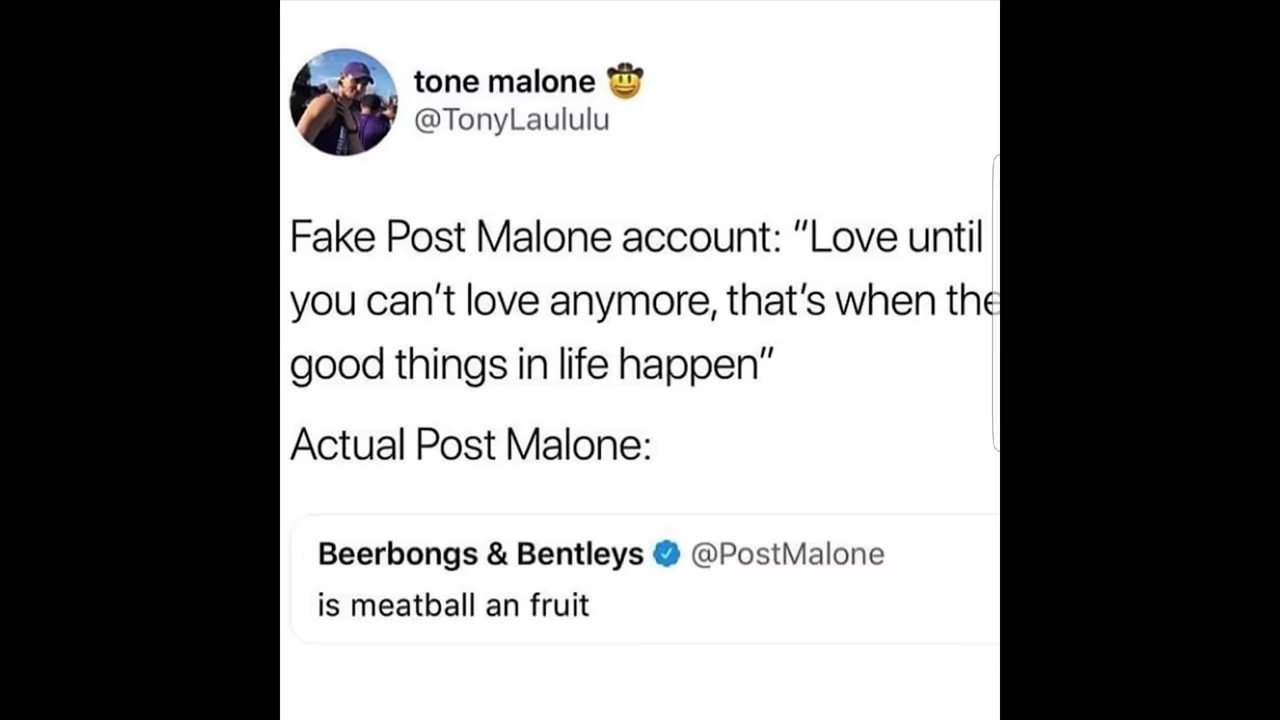 tone malone 🤠
@TonyLaululu
Fake Post Malone account: "Love until
you can't love anymore, that's when the
good things in life happen"
Actual Post Malone:
Beerbongs & Bentleys @PostMalone
is meatball an fruit